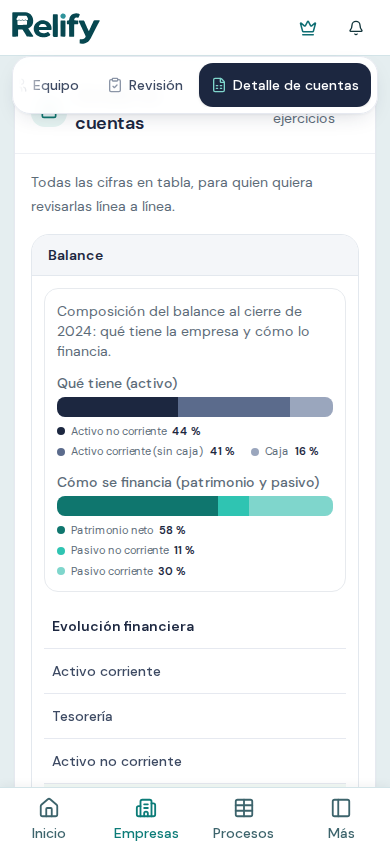 Relify
Equipo
Revisión
Detalle de cuentas
cuentas
ejercicios
Todas las cifras en tabla, para quien quiera
revisarlas línea a línea.
Balance
Composición del balance al cierre de
2024: qué tiene la empresa y cómo lo
financia.
Qué tiene (activo)
Activo no corriente 44 %
Activo corriente (sin caja) 41 % Caja 16 %
Cómo se financia (patrimonio y pasivo)
Patrimonio neto 58 %
Pasivo no corriente 11 %
Pasivo corriente 30 %
Evolución financiera
Activo corriente
Tesorería
Activo no corriente
Inicio
Empresas
Procesos
Más